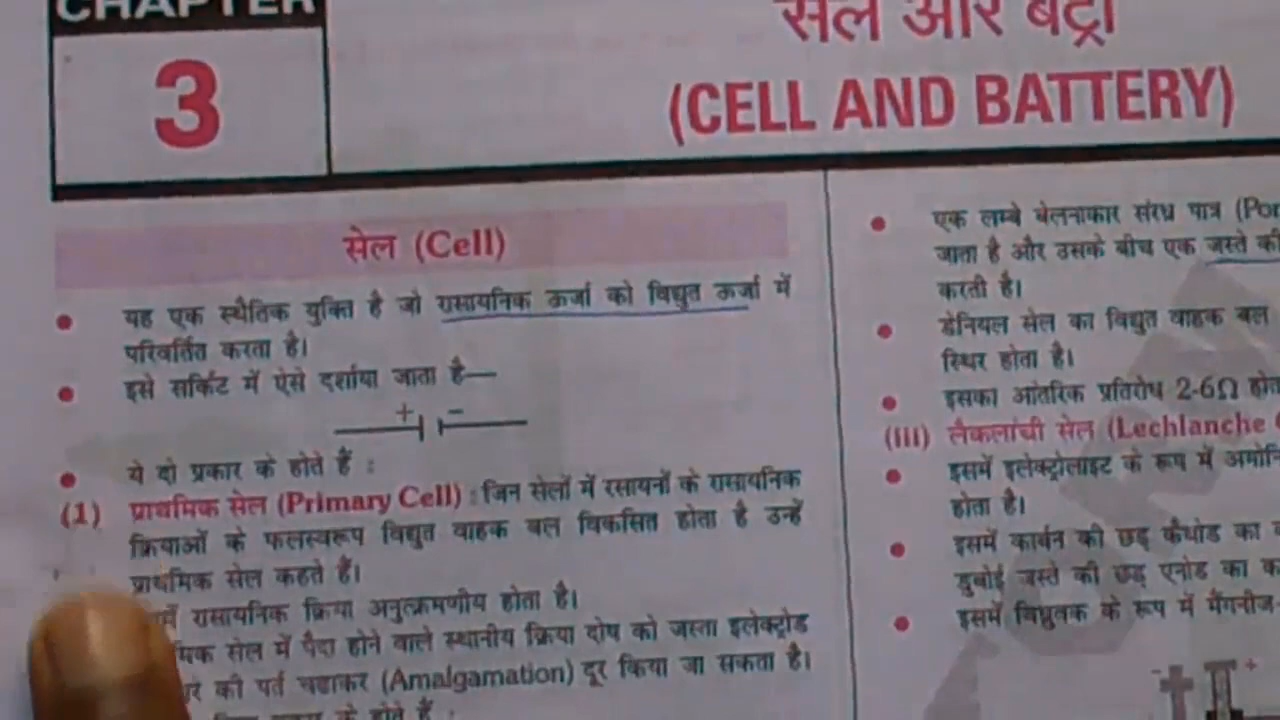 CHAPTER
3
सेल और बैट्री
(CELL AND BATTERY)
सेल (Cell)
यह एक स्थैतिक युक्ति है जो रासायनिक ऊर्जा को विद्युत ऊर्जा में
परिवर्तित करता है।
इसे सर्किट में ऐसे दर्शाया जाता है—
+ -
ये दो प्रकार के होते हैं :
(1) प्राथमिक सेल (Primary Cell) : जिन सेलों में रसायनों के रासायनिक
क्रियाओं के फलस्वरूप विद्युत वाहक बल विकसित होता है उन्हें
प्राथमिक सेल कहते हैं।
रासायनिक क्रिया अनुत्क्रमणीय होता है।
सेल में पैदा होने वाले स्थानीय क्रिया दोष को जस्ता इलेक्ट्रोड
की पर्त चढ़ाकर (Amalgamation) दूर किया जा सकता है।
के होते हैं :
एक लम्बे बेलनाकार संरध्र पात्र (Por
जाता है और उसके बीच एक जस्ते की
करती है।
डेनियल सेल का विद्युत वाहक बल
स्थिर होता है।
इसका आंतरिक प्रतिरोध 2-6Ω होत
(III) लैकलांची सेल (Lechlanche
इसमें इलेक्ट्रोलाइट के रूप में अमोनि
होता है।
इसमें कार्बन की छड़ कैथोड का
डुबोई जस्ते की छड़ एनोड का का
इसमें विध्रुवक के रूप में मैंगनीज
- +